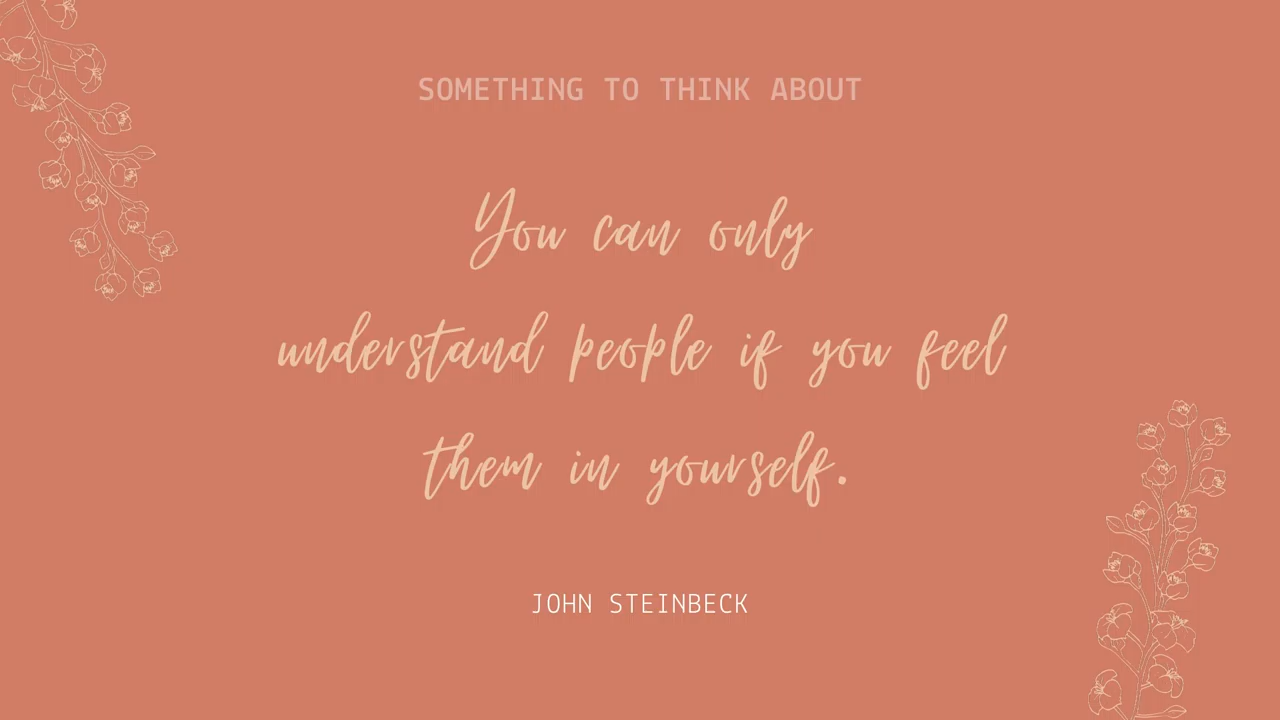 SOMETHING TO THINK ABOUT
You can only
understand people if you feel
them in yourself.
JOHN STEINBECK